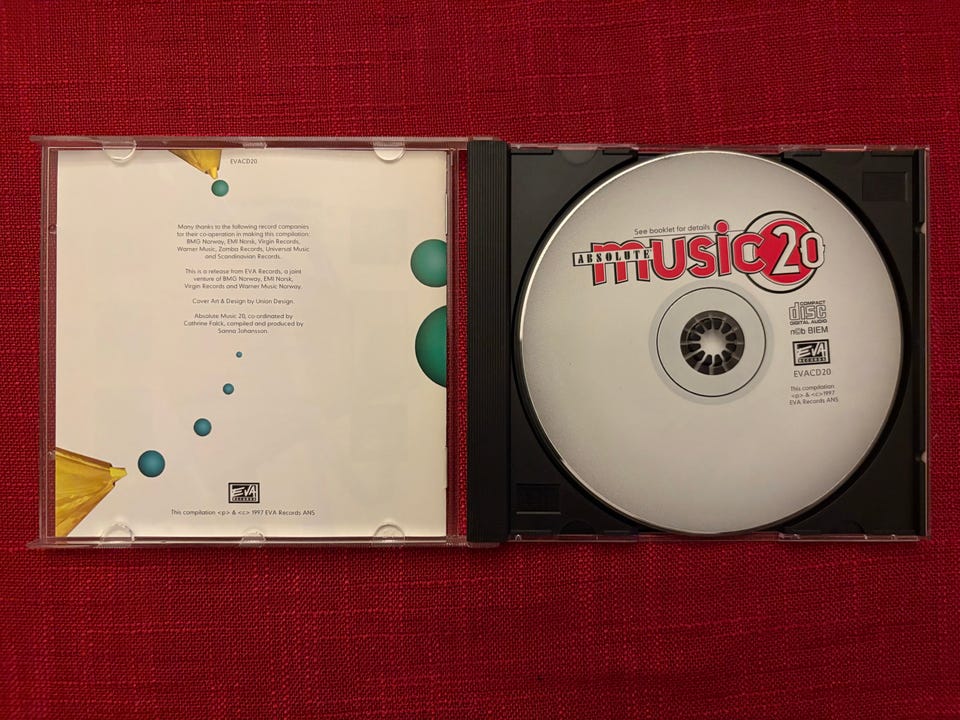 EVACD20
Many thanks to the following record companies
for their co-operation in making this compilation:
BMG Norway, EMI Norsk, Virgin Records,
Warner Music, Zomba Records, Universal Music
and Scandinavian Records.
This is a release from EVA Records, a joint
venture of BMG Norway, EMI Norsk,
Virgin Records and Warner Music Norway.
Cover Art & Design by Union Design.
Absolute Music 20, co-ordinated by
Cathrine Falck, compiled and produced by
Sanna Johansson.
EVA
RECORDS
This compilation <p> & <c> 1997 EVA Records ANS
See booklet for details
ABSOLUTE music 20
COMPACT
disc
DIGITAL AUDIO
n©b BIEM
EVA
RECORDS
EVACD20
This compilation
<p> & <c> 1997
EVA Records ANS